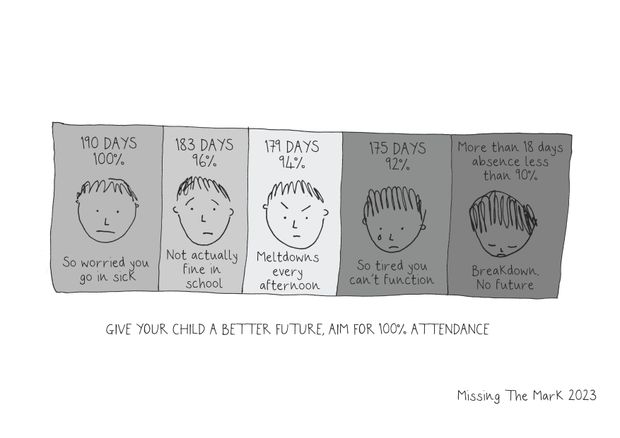 190 DAYS
100%
So worried you
go in sick
183 DAYS
96%
Not actually
fine in
school
179 DAYS
94%
Meltdowns
every
afternoon
175 DAYS
92%
So tired you
can't function
More than 18 days
absence less
than 90%
Breakdown.
No future
GIVE YOUR CHILD A BETTER FUTURE, AIM FOR 100% ATTENDANCE
Missing The Mark 2023